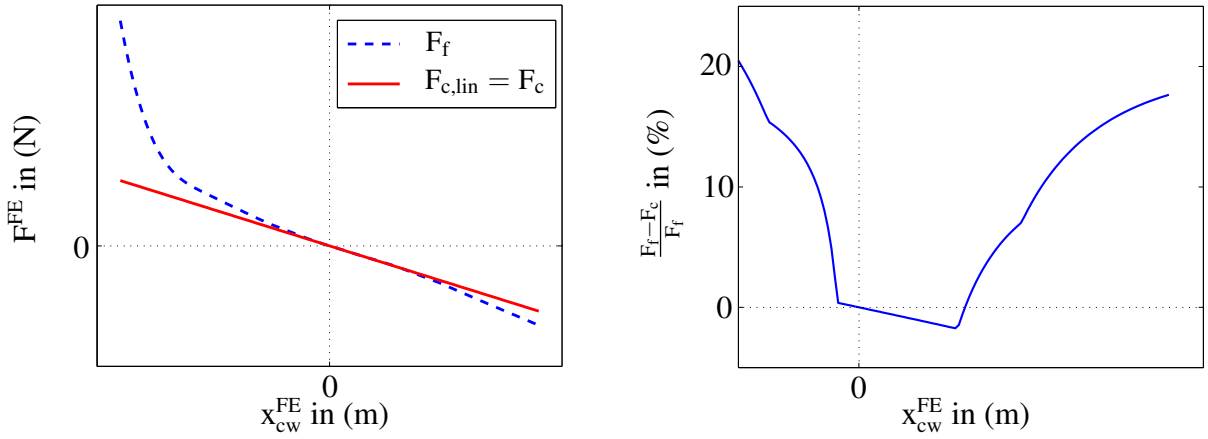 F_f
F_c,lin = F_c
F^FE in (N)
0
0
x_cw^FE in (m)
20
10
0
(F_f−F_c)/F_f in (%)
0
x_cw^FE in (m)